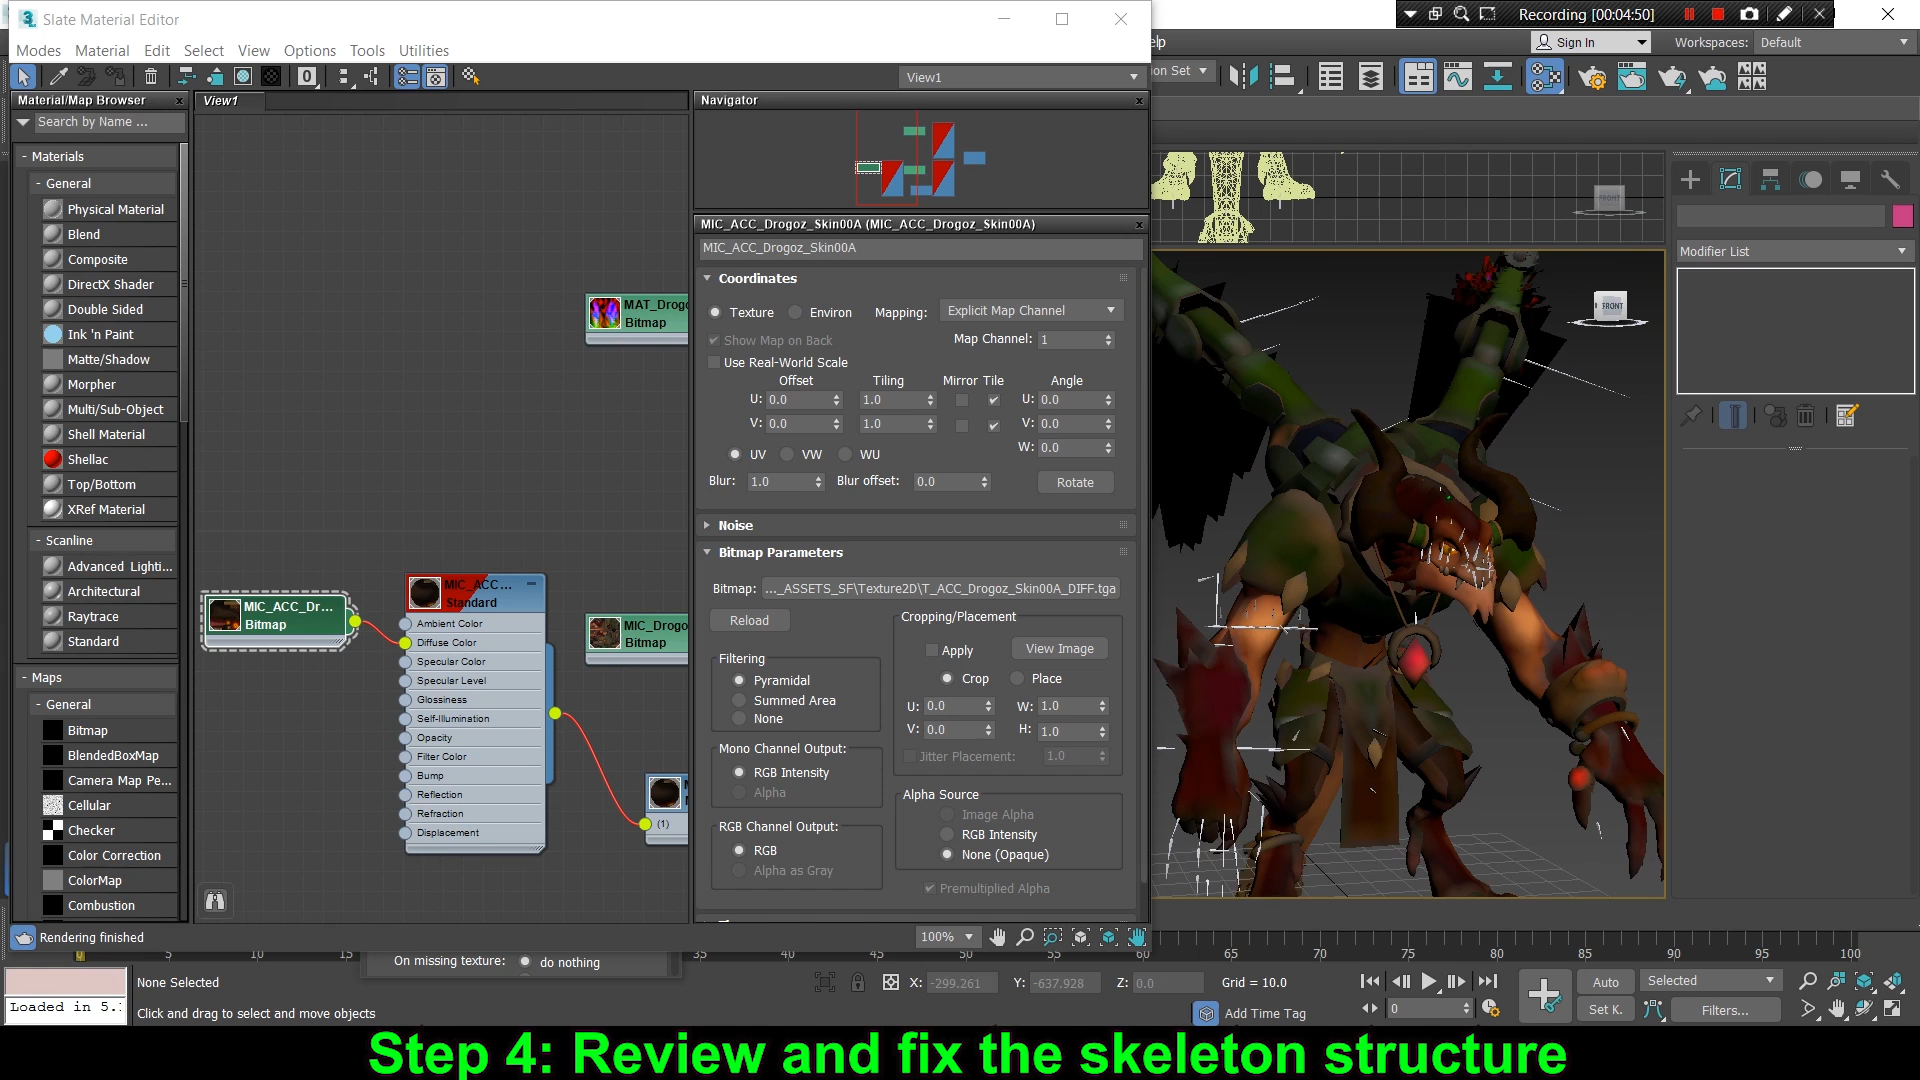 Slate Material Editor
Recording [00:04:50]
Modes Material Edit Select View Options Tools Utilities
elp
Sign In
Workspaces: Default
View1
ion Set
Material/Map Browser
View1
Navigator
Search by Name ...
- Materials
- General
Physical Material
Blend
Composite
DirectX Shader
Double Sided
Ink 'n Paint
Matte/Shadow
Morpher
Multi/Sub-Object
Shell Material
Shellac
Top/Bottom
XRef Material
- Scanline
Advanced Lighti...
Architectural
Raytrace
Standard
- Maps
- General
Bitmap
BlendedBoxMap
Camera Map Pe...
Cellular
Checker
Color Correction
ColorMap
Combustion
MAT_Drogo
Bitmap
MIC_ACC_Dr...
Bitmap
MIC_ACC...
Standard
Ambient Color
Diffuse Color
Specular Color
Specular Level
Glossiness
Self-Illumination
Opacity
Filter Color
Bump
Reflection
Refraction
Displacement
MIC_Drogo
Bitmap
(1)
MIC_ACC_Drogoz_Skin00A (MIC_ACC_Drogoz_Skin00A)
MIC_ACC_Drogoz_Skin00A
Coordinates
Texture Environ Mapping: Explicit Map Channel
Show Map on Back Map Channel: 1
Use Real-World Scale
Offset Tiling Mirror Tile Angle
U: 0.0 1.0 U: 0.0
V: 0.0 1.0 V: 0.0
W: 0.0
UV VW WU
Blur: 1.0 Blur offset: 0.0 Rotate
Noise
Bitmap Parameters
Bitmap: ..._ASSETS_SF\Texture2D\T_ACC_Drogoz_Skin00A_DIFF.tga
Reload
Cropping/Placement
Apply View Image
Crop Place
U: 0.0 W: 1.0
V: 0.0 H: 1.0
Jitter Placement: 1.0
Filtering
Pyramidal
Summed Area
None
Mono Channel Output:
RGB Intensity
Alpha
RGB Channel Output:
RGB
Alpha as Gray
Alpha Source
Image Alpha
RGB Intensity
None (Opaque)
Premultiplied Alpha
FRONT
FRONT
Modifier List
Rendering finished
100%
0 5 10 15 35 40 45 50 55 60 65 70 75 80 85 90 95 100
On missing texture: do nothing
None Selected
X: -299.261 Y: -637.928 Z: 0.0 Grid = 10.0
Auto Selected
Loaded in 5.
Click and drag to select and move objects
Add Time Tag
0
Set K. Filters...
Step 4: Review and fix the skeleton structure